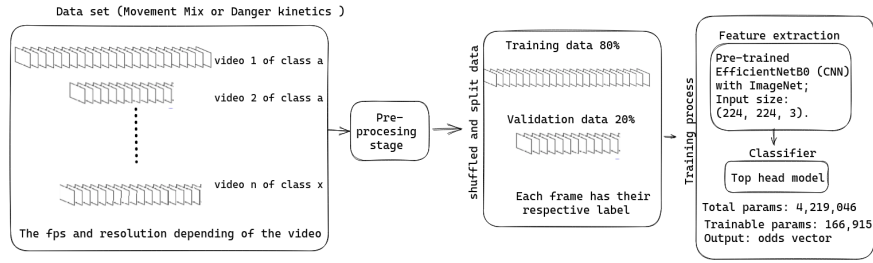 Data set (Movement Mix or Danger kinetics )
video 1 of class a
video 2 of class a
video n of class x
The fps and resolution depending of the video
Pre-
procesing
stage
shuffled and split data
Training data 80%
Validation data 20%
Each frame has their
respective label
Training process
Feature extraction
Pre-trained
EfficientNetB0 (CNN)
with ImageNet;
Input size:
(224, 224, 3).
Classifier
Top head model
Total params: 4,219,046
Trainable params: 166,915
Output: odds vector